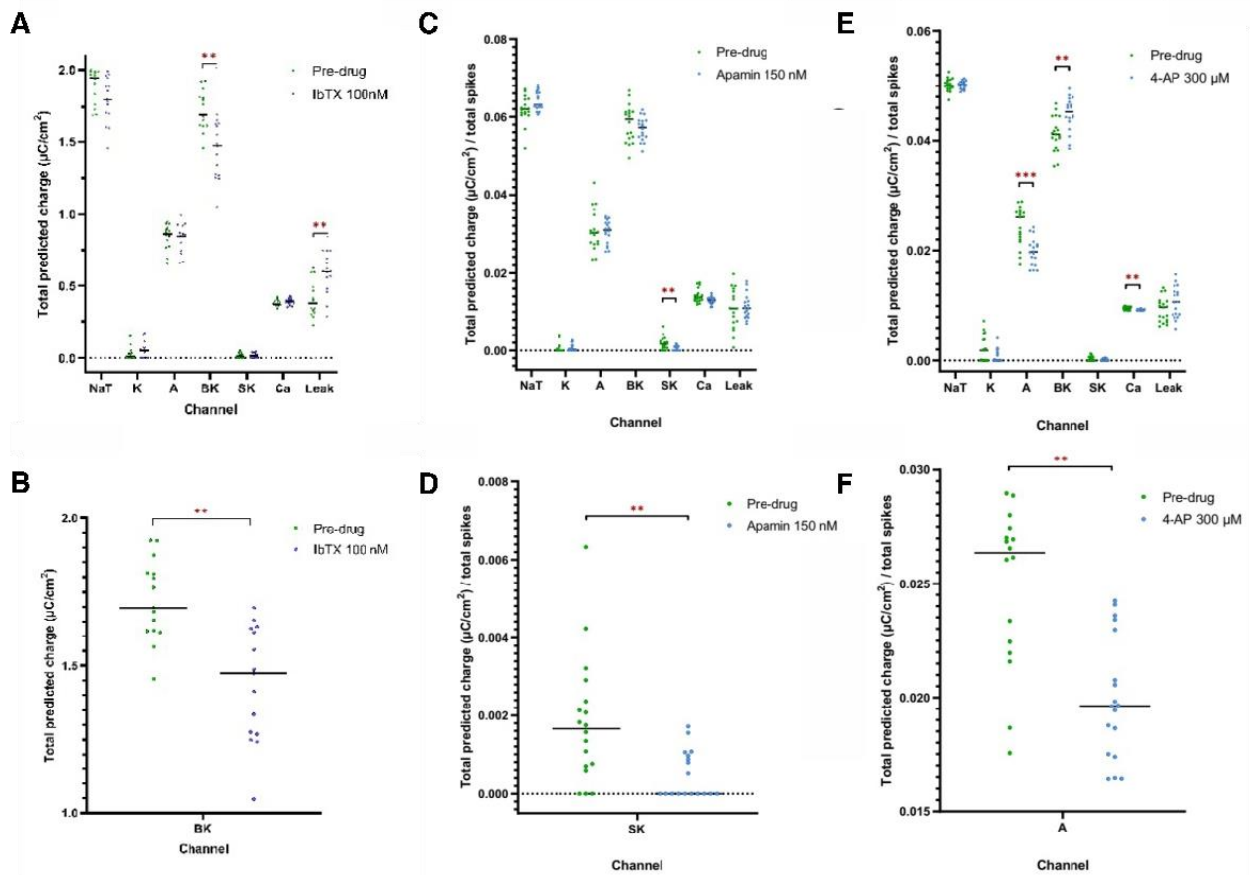 A
Total predicted charge (µC/cm²)
2.0
1.5
1.0
0.5
0.0
**
**
Pre-drug
IbTX 100nM
NaT K A BK SK Ca Leak
Channel
C
Total predicted charge (µC/cm²) / total spikes
0.08
0.06
0.04
0.02
0.00
**
Pre-drug
Apamin 150 nM
NaT K A BK SK Ca Leak
Channel
E
Total predicted charge (µC/cm²) / total spikes
0.06
0.04
0.02
0.00
***
**
**
Pre-drug
4-AP 300 µM
NaT K A BK SK Ca Leak
Channel
B
Total predicted charge (µC/cm²)
2.0
1.5
1.0
**
Pre-drug
IbTX 100 nM
BK
Channel
D
Total predicted charge (µC/cm²) / total spikes
0.008
0.006
0.004
0.002
0.000
**
Pre-drug
Apamin 150 nM
SK
Channel
F
Total predicted charge (µC/cm²) / total spikes
0.030
0.025
0.020
0.015
**
Pre-drug
4-AP 300 µM
A
Channel